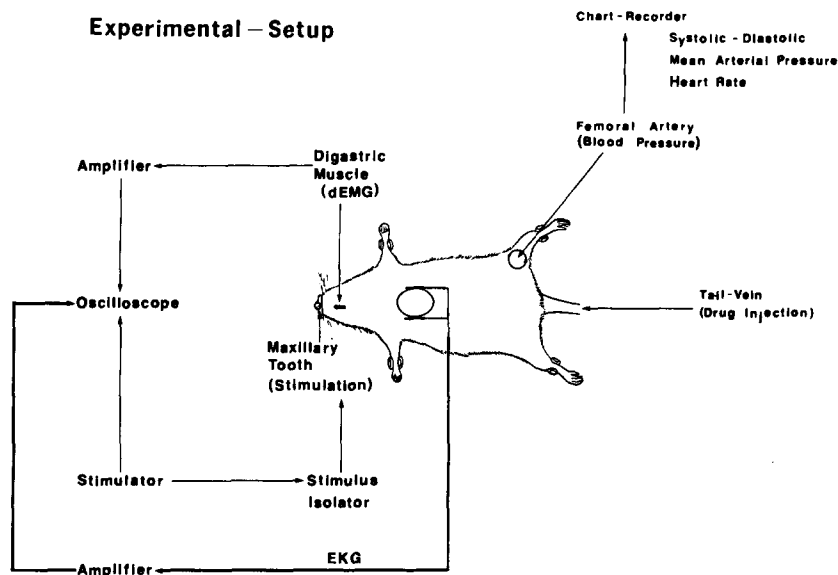 Experimental – Setup
Chart-Recorder
Systolic - Diastolic
Mean Arterial Pressure
Heart Rate
Femoral Artery
(Blood Pressure)
Amplifier
Digastric
Muscle
(dEMG)
Oscilloscope
Tail-Vein
(Drug Injection)
Maxillary
Tooth
(Stimulation)
Stimulator
Stimulus
Isolator
EKG
Amplifier